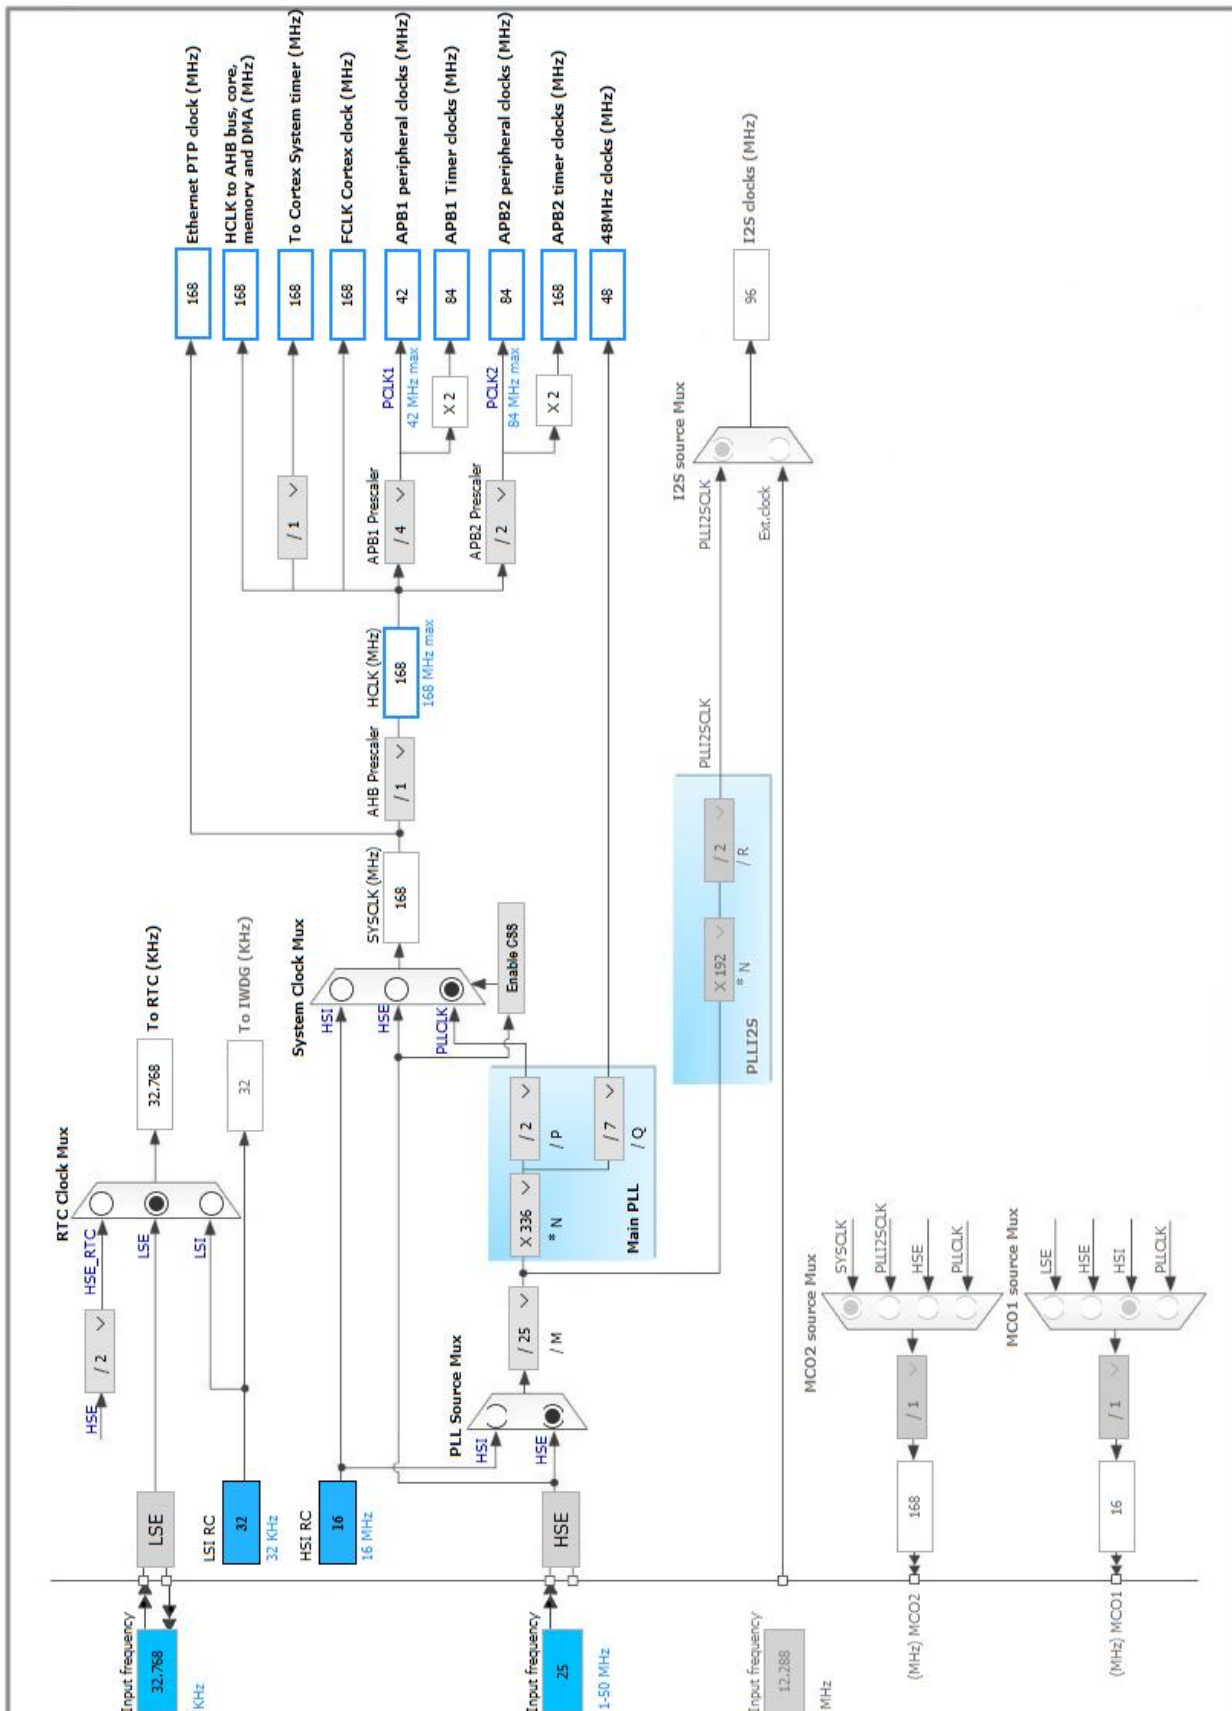 Input frequency
32.768
KHz
LSE
HSE
/ 2
HSE_RTC
LSE
LSI
RTC Clock Mux
32.768
To RTC (KHz)
LSI RC
32
32 KHz
32
To IWDG (KHz)
HSI RC
16
16 MHz
Input frequency
25
1-50 MHz
HSE
PLL Source Mux
HSI
HSE
/ 25
/ M
X 336
* N
/ 2
/ P
/ 7
/ Q
Main PLL
System Clock Mux
HSI
HSE
PLLCLK
Enable CSS
SYSCLK (MHz)
168
AHB Prescaler
/ 1
HCLK (MHz)
168
168 MHz max
/ 1
APB1 Prescaler
/ 4
PCLK1
42 MHz max
X 2
APB2 Prescaler
/ 2
PCLK2
84 MHz max
X 2
168
Ethernet PTP clock (MHz)
168
HCLK to AHB bus, core,
memory and DMA (MHz)
168
To Cortex System timer (MHz)
168
FCLK Cortex clock (MHz)
42
APB1 peripheral clocks (MHz)
84
APB1 Timer clocks (MHz)
84
APB2 peripheral clocks (MHz)
168
APB2 timer clocks (MHz)
48
48MHz clocks (MHz)
X 192
* N
/ 2
/ R
PLLI2S
PLLI2SCLK
PLLI2SCLK
Ext.clock
I2S source Mux
96
I2S clocks (MHz)
Input frequency
12.288
MHz
MCO2 source Mux
SYSCLK
PLLI2SCLK
HSE
PLLCLK
/ 1
168
(MHz) MCO2
MCO1 source Mux
LSE
HSE
HSI
PLLCLK
/ 1
16
(MHz) MCO1